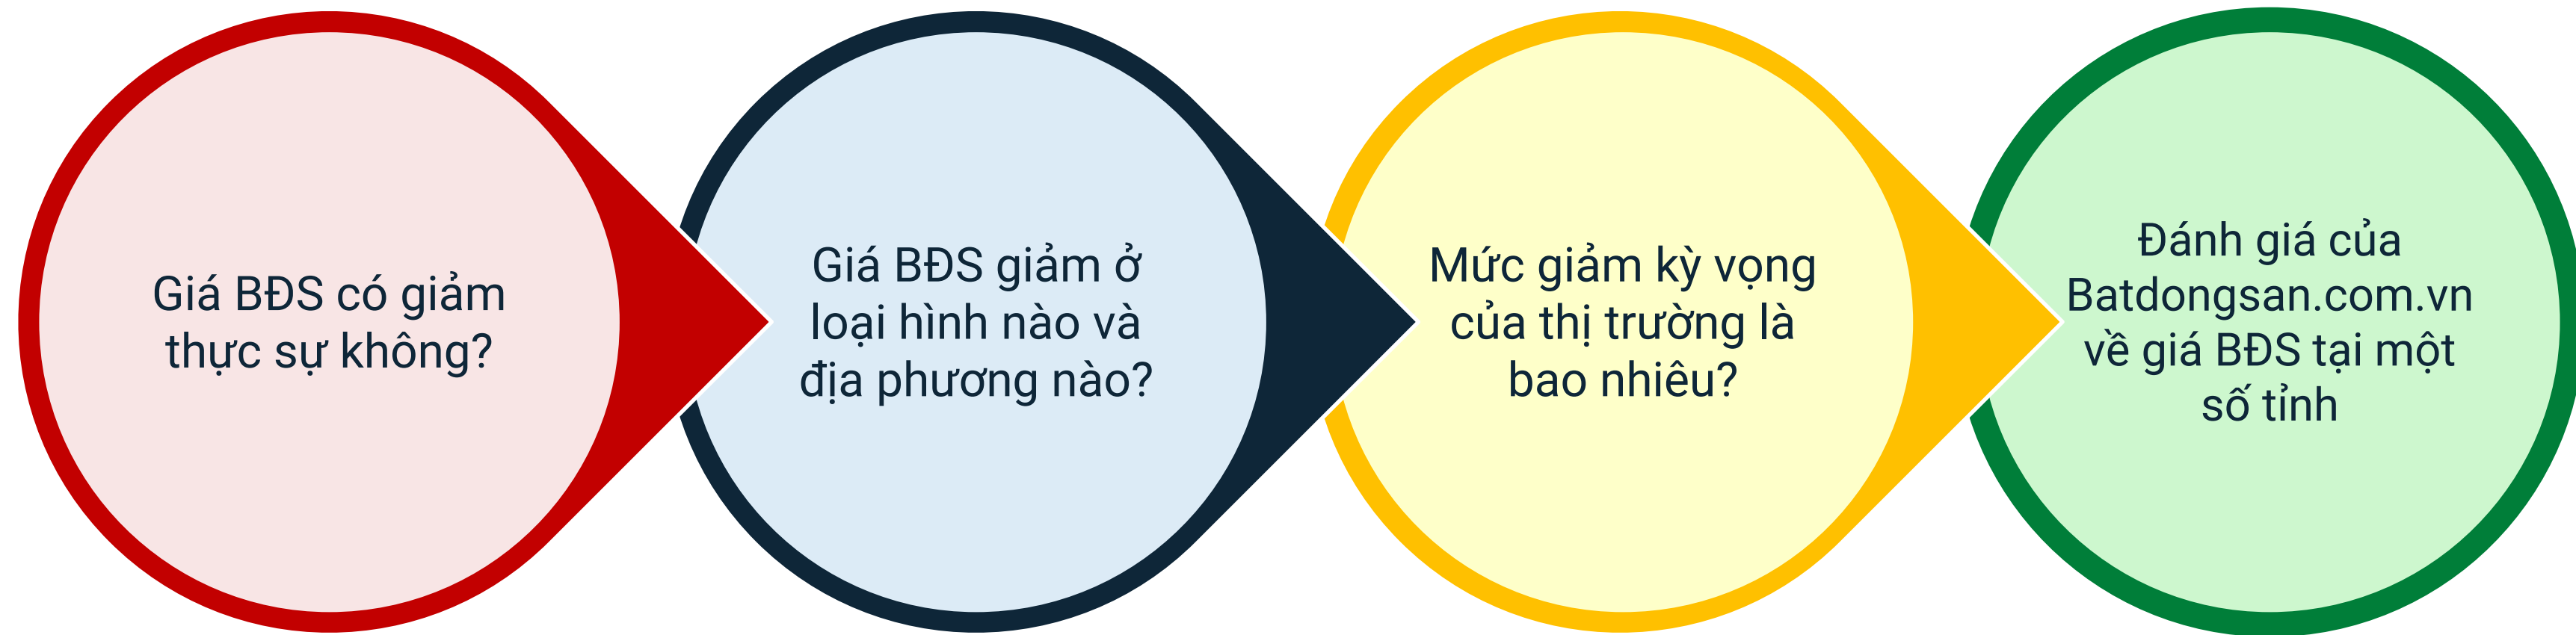 Giá BĐS có giảm
thực sự không?
Giá BĐS giảm ở
loại hình nào và
địa phương nào?
Mức giảm kỳ vọng
của thị trường là
bao nhiêu?
Đánh giá của
Batdongsan.com.vn
về giá BĐS tại một
số tỉnh